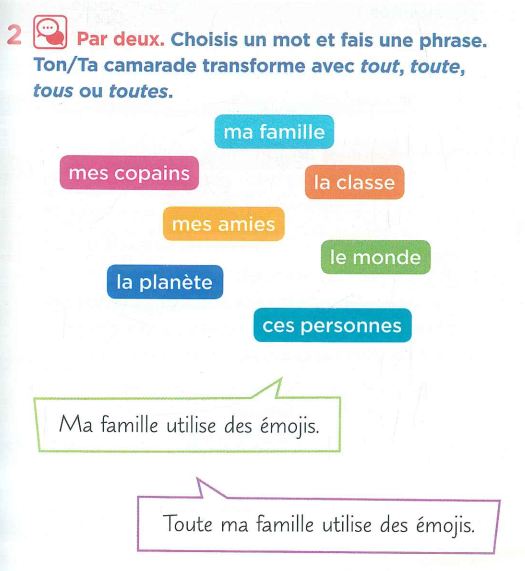 2 Par deux. Choisis un mot et fais une phrase.
Ton/Ta camarade transforme avec tout, toute,
tous ou toutes.
ma famille
mes copains
la classe
mes amies
le monde
la planète
ces personnes
Ma famille utilise des émojis.
Toute ma famille utilise des émojis.